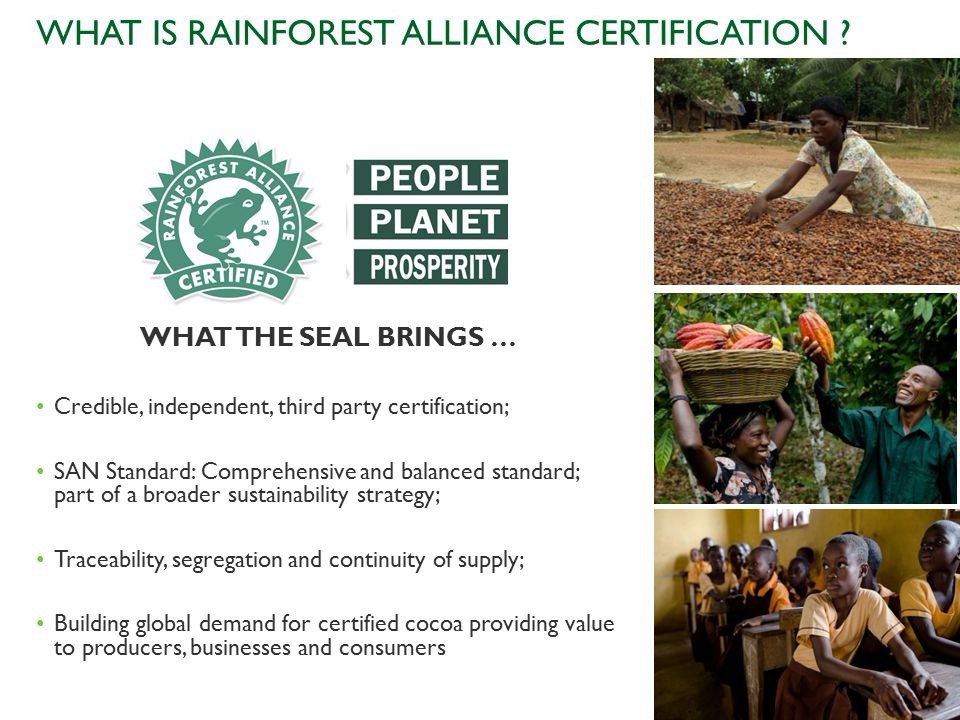 WHAT IS RAINFOREST ALLIANCE CERTIFICATION ?
RAINFOREST ALLIANCE
TM
CERTIFIED
PEOPLE
PLANET
PROSPERITY
WHAT THE SEAL BRINGS …
• Credible, independent, third party certification;
• SAN Standard: Comprehensive and balanced standard;
part of a broader sustainability strategy;
• Traceability, segregation and continuity of supply;
• Building global demand for certified cocoa providing value
to producers, businesses and consumers